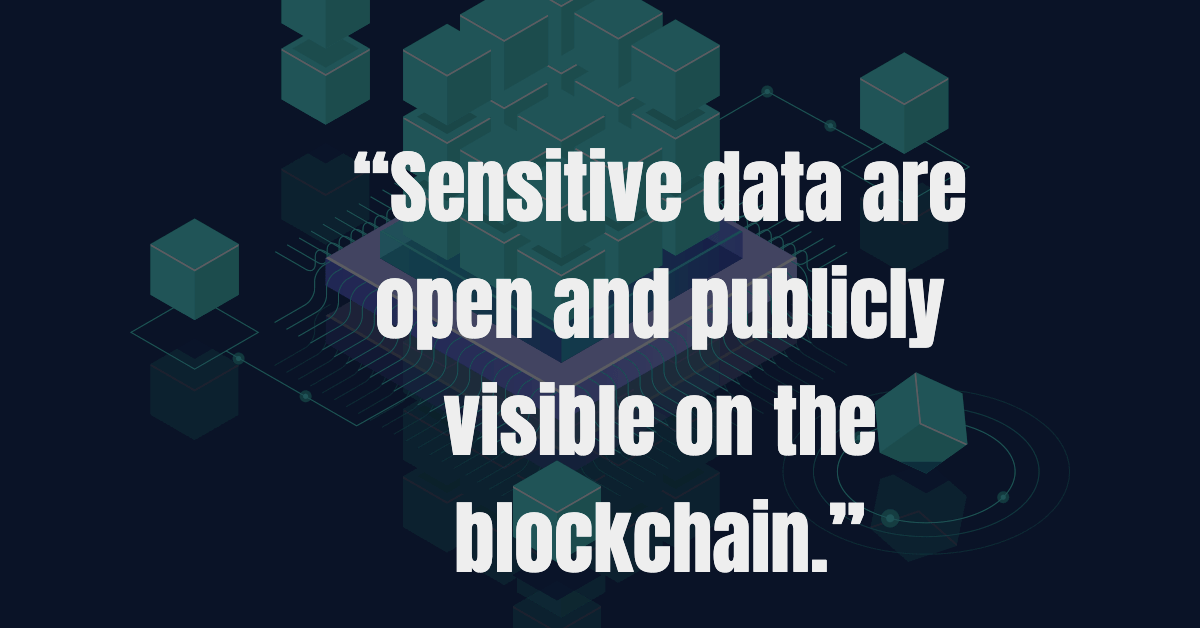 “Sensitive data are
open and publicly
visible on the
blockchain.”